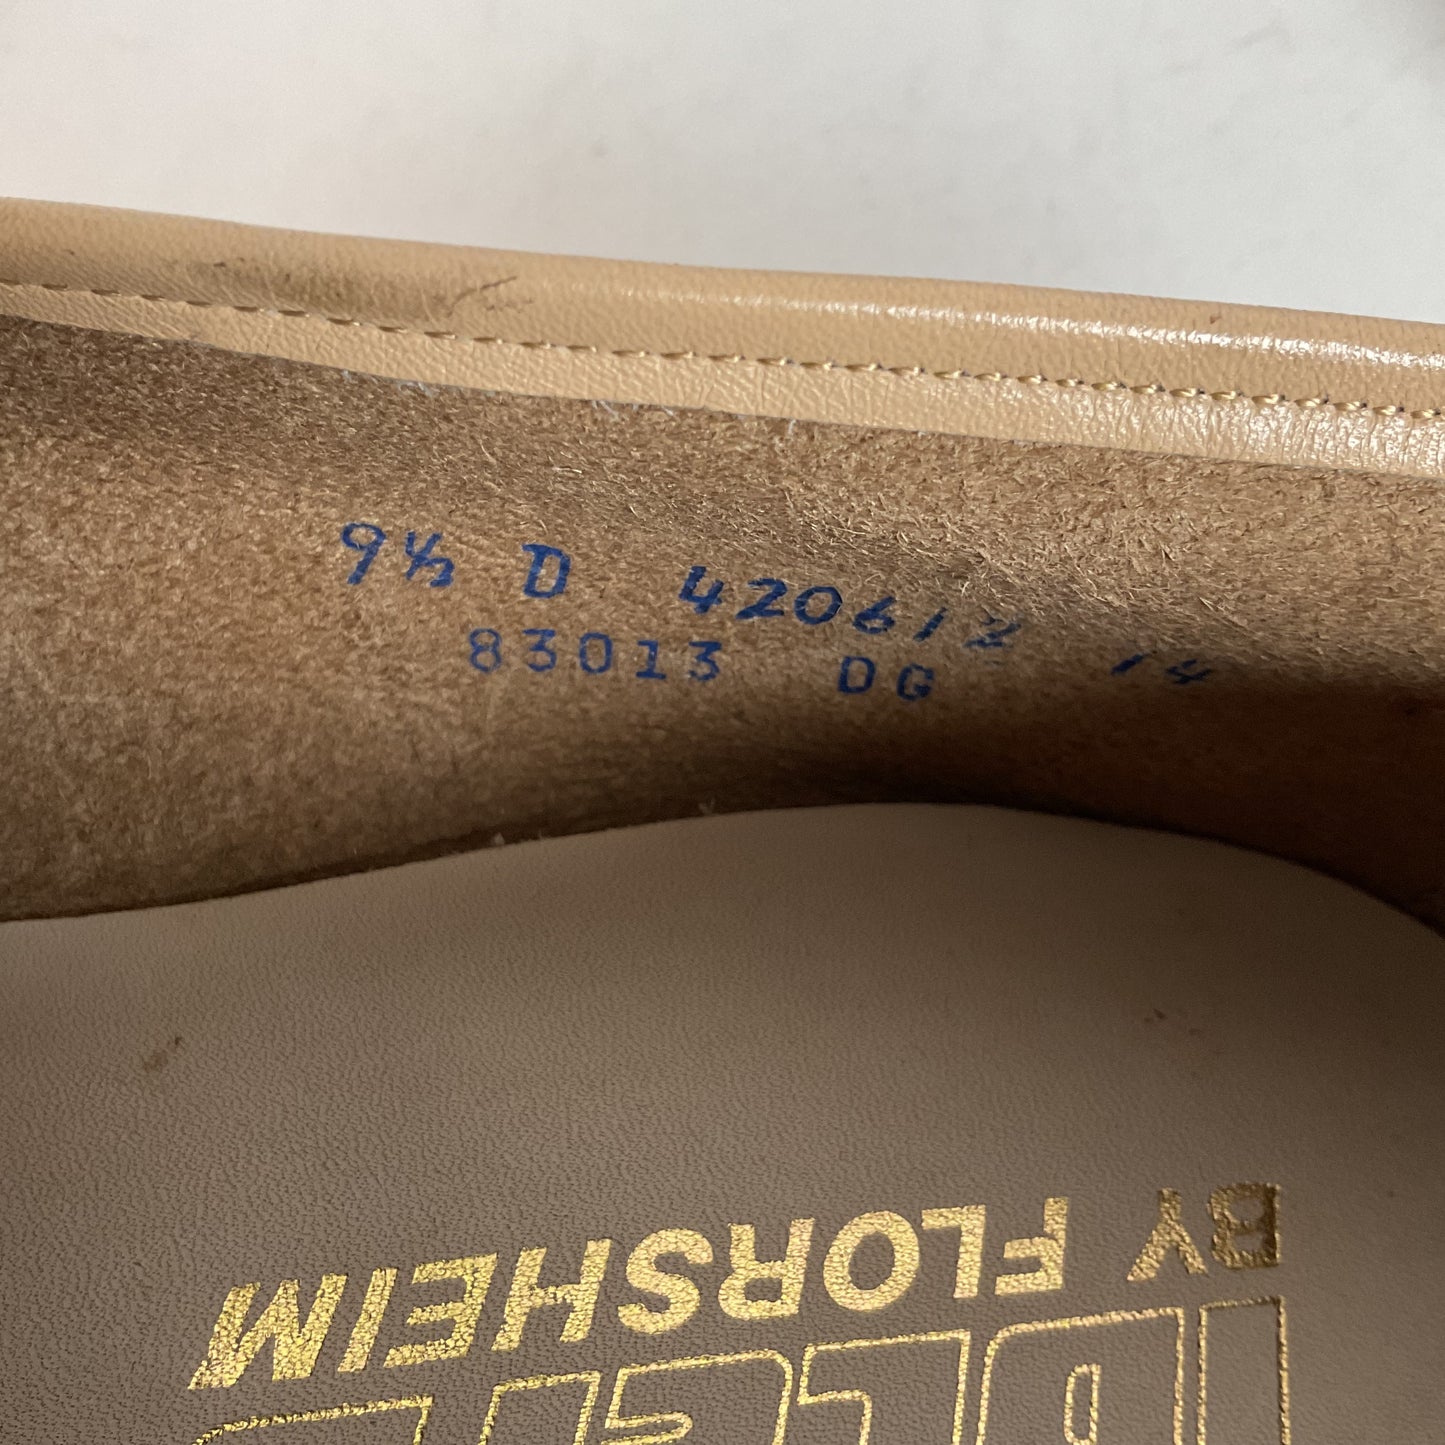 9½ D 420612 14
83013 DG
BY FLORSHEIM